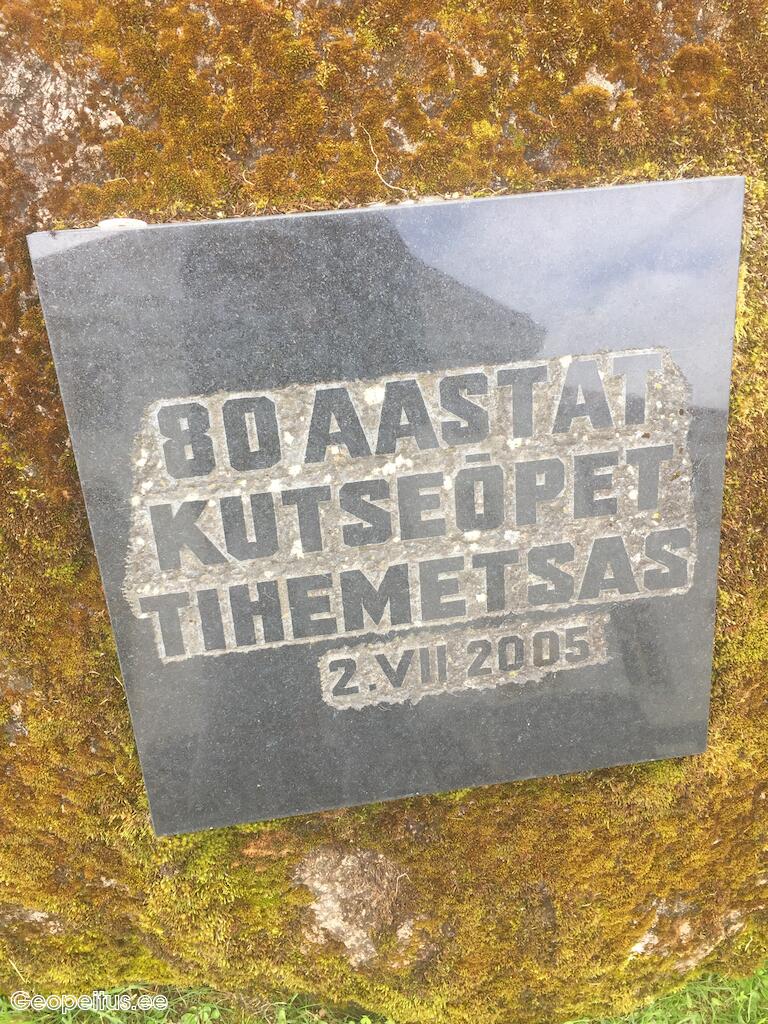 80 AASTAT
KUTSEÕPET
TIHEMETSAS
2.VII 2005
Geopeitus.ee